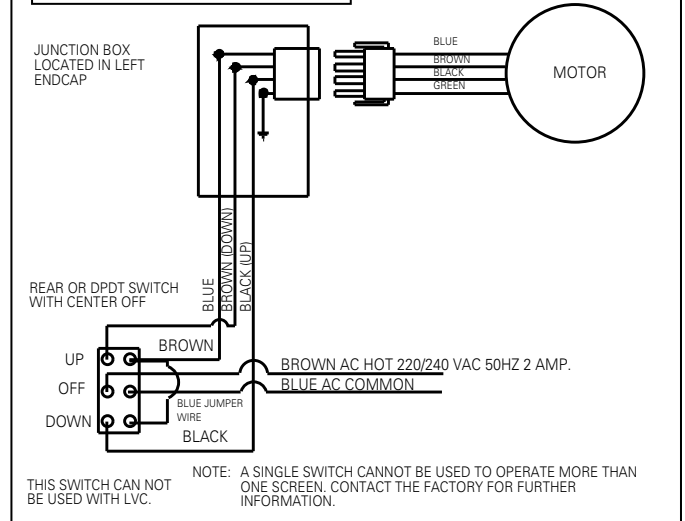 JUNCTION BOX
LOCATED IN LEFT
ENDCAP
BLUE
BROWN
BLACK
GREEN
MOTOR
BLUE
BROWN (DOWN)
BLACK (UP)
REAR OR DPDT SWITCH
WITH CENTER OFF
BROWN
UP
OFF
DOWN
BROWN AC HOT 220/240 VAC 50HZ 2 AMP.
BLUE AC COMMON
BLUE JUMPER
WIRE
BLACK
THIS SWITCH CAN NOT
BE USED WITH LVC.
NOTE: A SINGLE SWITCH CANNOT BE USED TO OPERATE MORE THAN
ONE SCREEN. CONTACT THE FACTORY FOR FURTHER
INFORMATION.